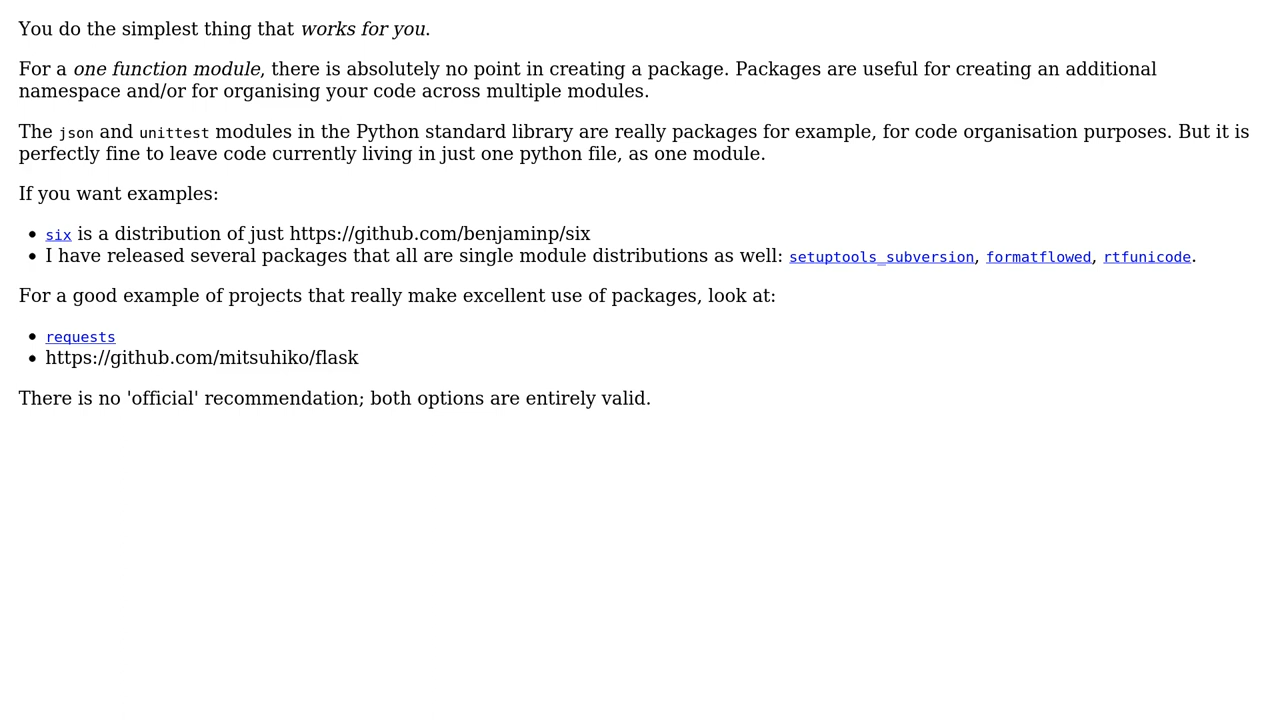 You do the simplest thing that works for you.
For a one function module, there is absolutely no point in creating a package. Packages are useful for creating an additional
namespace and/or for organising your code across multiple modules.
The json and unittest modules in the Python standard library are really packages for example, for code organisation purposes. But it is
perfectly fine to leave code currently living in just one python file, as one module.
If you want examples:
• six is a distribution of just https://github.com/benjaminp/six
• I have released several packages that all are single module distributions as well: setuptools_subversion, formatflowed, rtfunicode.
For a good example of projects that really make excellent use of packages, look at:
• requests
• https://github.com/mitsuhiko/flask
There is no 'official' recommendation; both options are entirely valid.